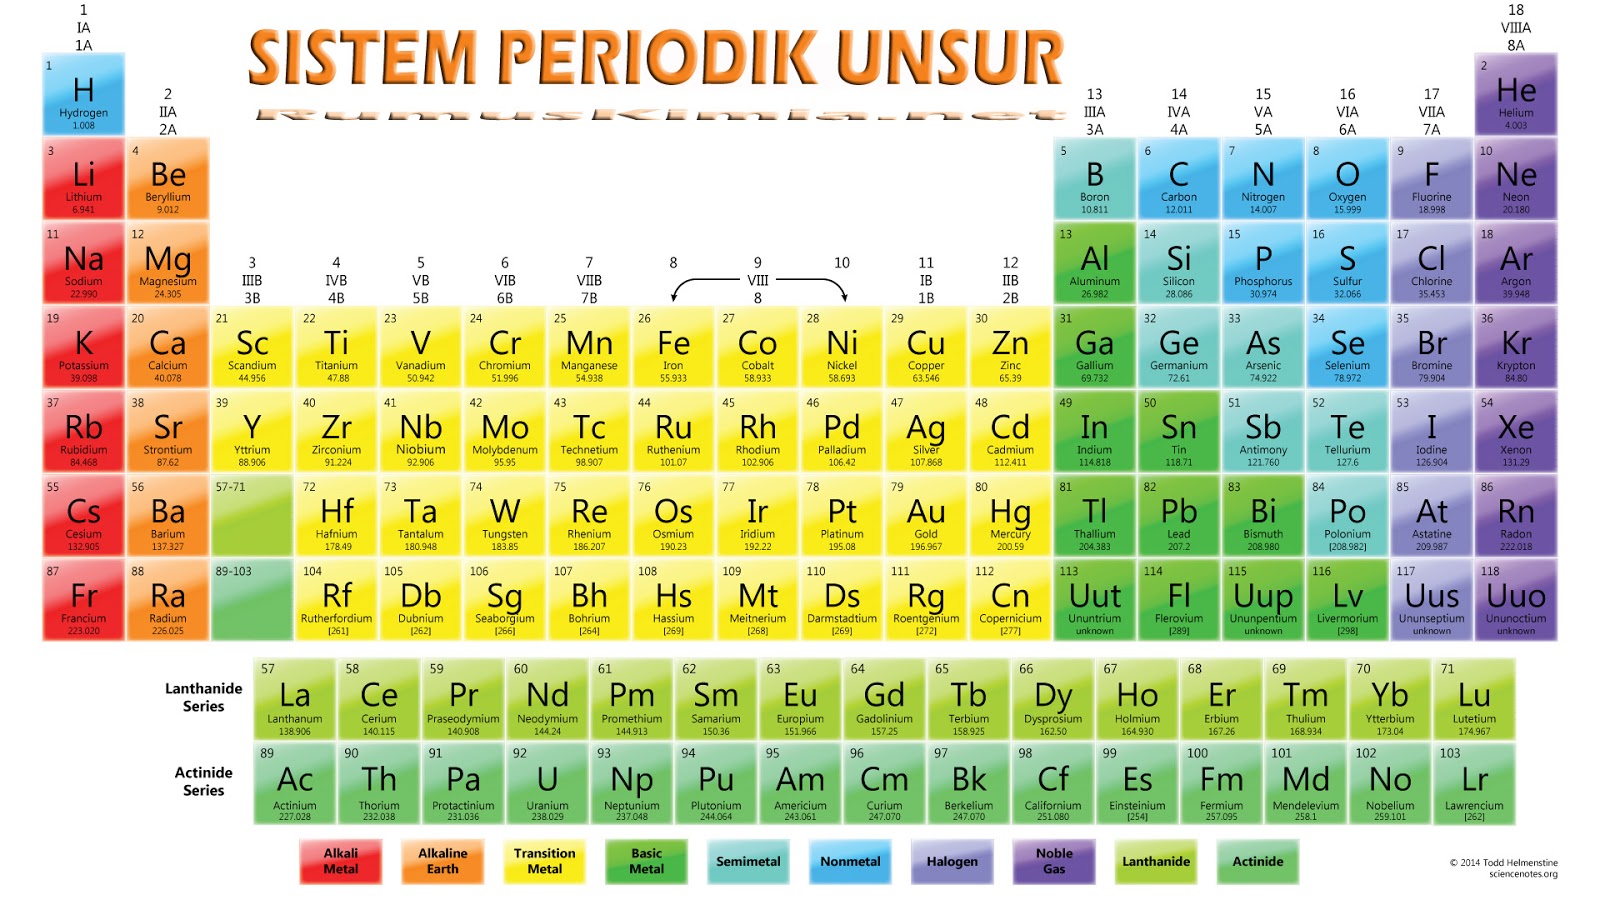 SISTEM PERIODIK UNSUR
RumusKimia.net
1
IA
1A
18
VIIIA
8A
1
H
Hydrogen
1.008
2
IIA
2A
13
IIIA
3A
14
IVA
4A
15
VA
5A
16
VIA
6A
17
VIIA
7A
2
He
Helium
4.003
3
Li
Lithium
6.941
4
Be
Beryllium
9.012
5
B
Boron
10.811
6
C
Carbon
12.011
7
N
Nitrogen
14.007
8
O
Oxygen
15.999
9
F
Fluorine
18.998
10
Ne
Neon
20.180
11
Na
Sodium
22.990
12
Mg
Magnesium
24.305
3
IIIB
3B
4
IVB
4B
5
VB
5B
6
VIB
6B
7
VIIB
7B
8
9
VIII
8
10
11
IB
1B
12
IIB
2B
13
Al
Aluminum
26.982
14
Si
Silicon
28.086
15
P
Phosphorus
30.974
16
S
Sulfur
32.066
17
Cl
Chlorine
35.453
18
Ar
Argon
39.948
19
K
Potassium
39.098
20
Ca
Calcium
40.078
21
Sc
Scandium
44.956
22
Ti
Titanium
47.88
23
V
Vanadium
50.942
24
Cr
Chromium
51.996
25
Mn
Manganese
54.938
26
Fe
Iron
55.933
27
Co
Cobalt
58.933
28
Ni
Nickel
58.693
29
Cu
Copper
63.546
30
Zn
Zinc
65.39
31
Ga
Gallium
69.732
32
Ge
Germanium
72.61
33
As
Arsenic
74.922
34
Se
Selenium
78.972
35
Br
Bromine
79.904
36
Kr
Krypton
84.80
37
Rb
Rubidium
84.468
38
Sr
Strontium
87.62
39
Y
Yttrium
88.906
40
Zr
Zirconium
91.224
41
Nb
Niobium
92.906
42
Mo
Molybdenum
95.95
43
Tc
Technetium
98.907
44
Ru
Ruthenium
101.07
45
Rh
Rhodium
102.906
46
Pd
Palladium
106.42
47
Ag
Silver
107.868
48
Cd
Cadmium
112.411
49
In
Indium
114.818
50
Sn
Tin
118.71
51
Sb
Antimony
121.760
52
Te
Tellurium
127.6
53
I
Iodine
126.904
54
Xe
Xenon
131.29
55
Cs
Cesium
132.905
56
Ba
Barium
137.327
57-71
72
Hf
Hafnium
178.49
73
Ta
Tantalum
180.948
74
W
Tungsten
183.85
75
Re
Rhenium
186.207
76
Os
Osmium
190.23
77
Ir
Iridium
192.22
78
Pt
Platinum
195.08
79
Au
Gold
196.967
80
Hg
Mercury
200.59
81
Tl
Thallium
204.383
82
Pb
Lead
207.2
83
Bi
Bismuth
208.980
84
Po
Polonium
[208.982]
85
At
Astatine
209.987
86
Rn
Radon
222.018
87
Fr
Francium
223.020
88
Ra
Radium
226.025
89-103
104
Rf
Rutherfordium
[261]
105
Db
Dubnium
[262]
106
Sg
Seaborgium
[266]
107
Bh
Bohrium
[264]
108
Hs
Hassium
[269]
109
Mt
Meitnerium
[268]
110
Ds
Darmstadtium
[269]
111
Rg
Roentgenium
[272]
112
Cn
Copernicium
[277]
113
Uut
Ununtrium
unknown
114
Fl
Flerovium
[289]
115
Uup
Ununpentium
unknown
116
Lv
Livermorium
[298]
117
Uus
Ununseptium
unknown
118
Uuo
Ununoctium
unknown
Lanthanide
Series
57
La
Lanthanum
138.906
58
Ce
Cerium
140.115
59
Pr
Praseodymium
140.908
60
Nd
Neodymium
144.24
61
Pm
Promethium
144.913
62
Sm
Samarium
150.36
63
Eu
Europium
151.966
64
Gd
Gadolinium
157.25
65
Tb
Terbium
158.925
66
Dy
Dysprosium
162.50
67
Ho
Holmium
164.930
68
Er
Erbium
167.26
69
Tm
Thulium
168.934
70
Yb
Ytterbium
173.04
71
Lu
Lutetium
174.967
Actinide
Series
89
Ac
Actinium
227.028
90
Th
Thorium
232.038
91
Pa
Protactinium
231.036
92
U
Uranium
238.029
93
Np
Neptunium
237.048
94
Pu
Plutonium
244.064
95
Am
Americium
243.061
96
Cm
Curium
247.070
97
Bk
Berkelium
247.070
98
Cf
Californium
251.080
99
Es
Einsteinium
[254]
100
Fm
Fermium
257.095
101
Md
Mendelevium
258.1
102
No
Nobelium
259.101
103
Lr
Lawrencium
[262]
Alkali
Metal
Alkaline
Earth
Transition
Metal
Basic
Metal
Semimetal
Nonmetal
Halogen
Noble
Gas
Lanthanide
Actinide
© 2014 Todd Helmenstine
sciencenotes.org